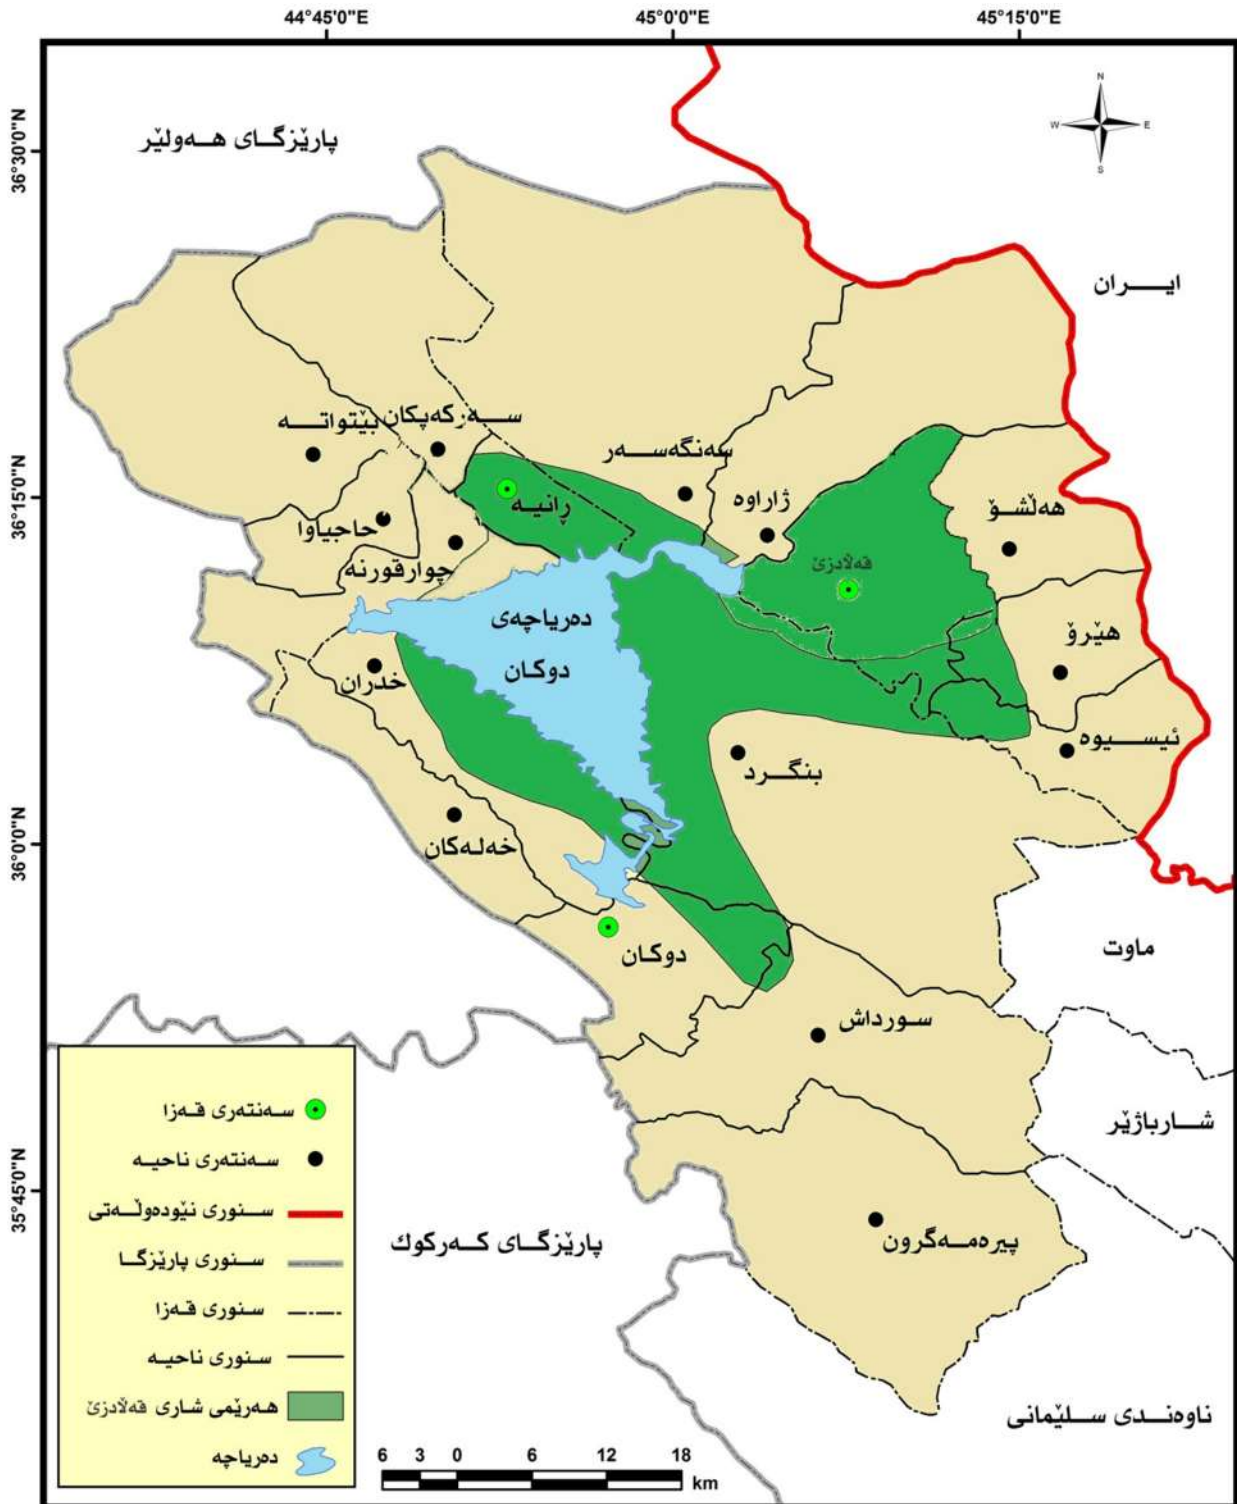 44°45'0"E
45°0'0"E
45°15'0"E
36°30'0"N
36°15'0"N
36°0'0"N
35°45'0"N
N
W
E
S
پارێزگای هەولێر
ایران
سەرکەپکان
بێتواتە
سەنگەسەر
ڕانیە
ژاراوە
هەڵشۆ
حاجیاوا
چوارقورنە
قەڵادزێ
دەریاچەی
دوکان
هێرۆ
خدران
ئیسیوە
بنگرد
خەلەکان
دوکان
ماوت
سورداش
شارباژێر
پیرەمەگرون
پارێزگای کەرکوك
ناوەندی سلێمانی
سەنتەری قەزا
سەنتەری ناحیە
سنوری نێودەوڵەتی
سنوری پارێزگا
سنوری قەزا
سنوری ناحیە
هەرێمی شاری قەڵادزێ
دەریاچە
6 3 0 6 12 18
km